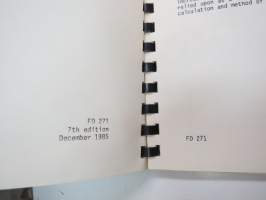 FD 271
7th edition
December 1985
relied upon as
calculation and method of
FD 271